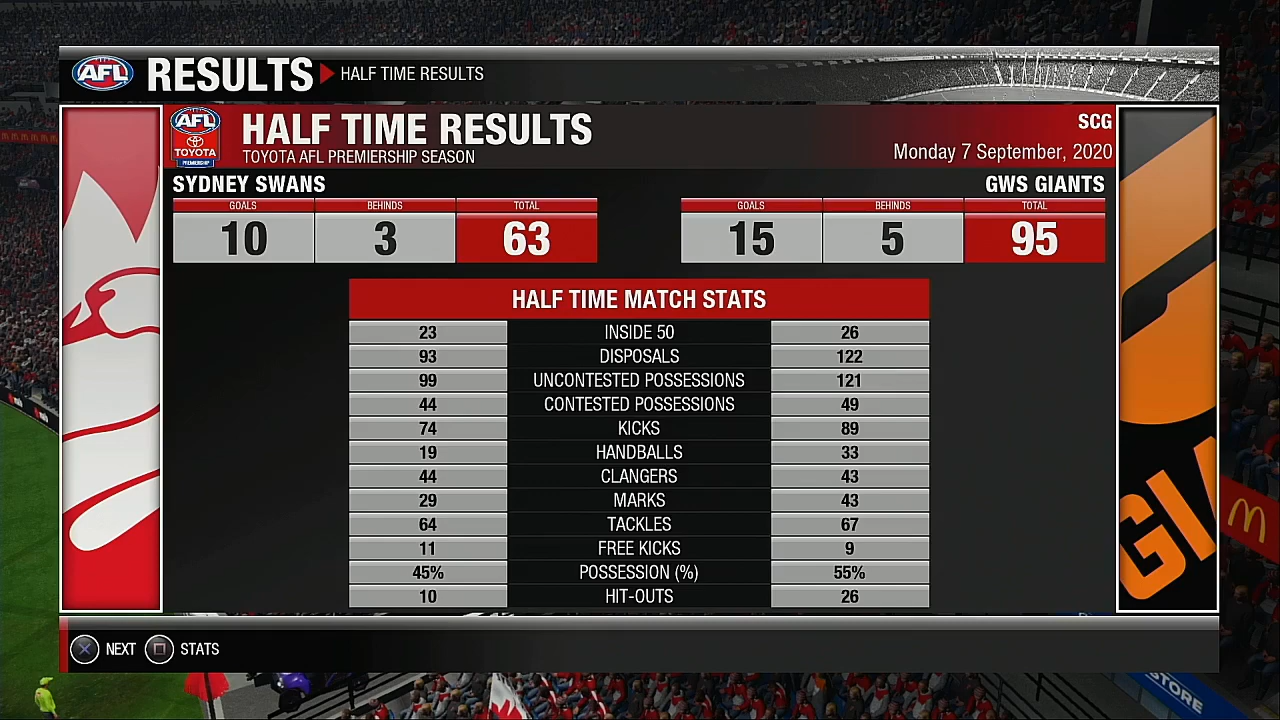 AFL RESULTS HALF TIME RESULTS
AFL
TOYOTA
PREMIERSHIP
HALF TIME RESULTS
TOYOTA AFL PREMIERSHIP SEASON
SCG
Monday 7 September, 2020
SYDNEY SWANS
GWS GIANTS
GOALS BEHINDS TOTAL GOALS BEHINDS TOTAL
10 3 63 15 5 95
HALF TIME MATCH STATS
23 INSIDE 50 26
93 DISPOSALS 122
99 UNCONTESTED POSSESSIONS 121
44 CONTESTED POSSESSIONS 49
74 KICKS 89
19 HANDBALLS 33
44 CLANGERS 43
29 MARKS 43
64 TACKLES 67
11 FREE KICKS 9
45% POSSESSION (%) 55%
10 HIT-OUTS 26
GIA
NEXT STATS
STORE